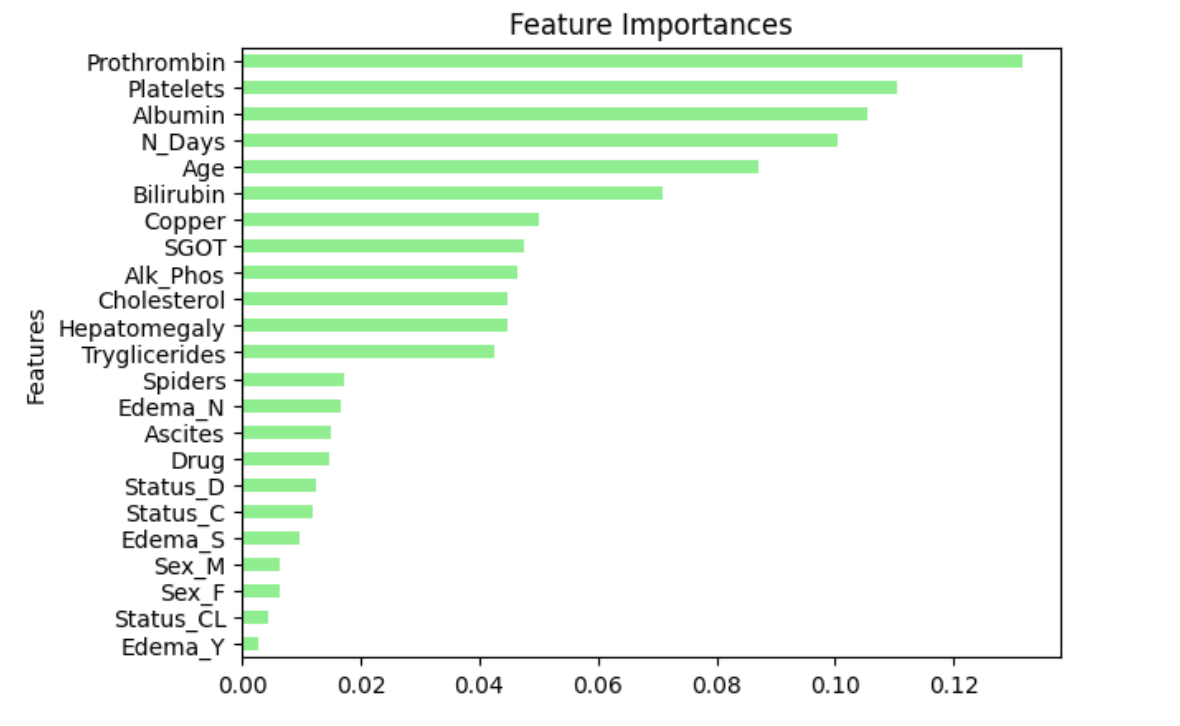 Feature Importances
Features
Prothrombin
Platelets
Albumin
N_Days
Age
Bilirubin
Copper
SGOT
Alk_Phos
Cholesterol
Hepatomegaly
Tryglicerides
Spiders
Edema_N
Ascites
Drug
Status_D
Status_C
Edema_S
Sex_M
Sex_F
Status_CL
Edema_Y
0.00 0.02 0.04 0.06 0.08 0.10 0.12